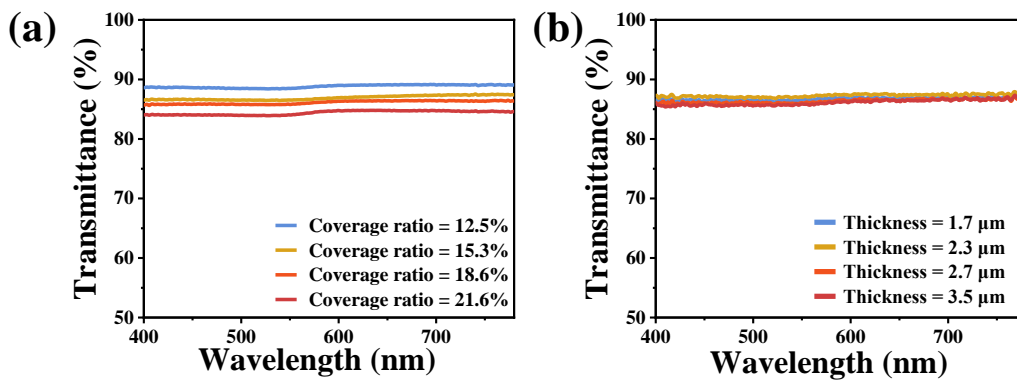 (a)
100
90
80
70
60
50
Transmittance (%)
Coverage ratio = 12.5%
Coverage ratio = 15.3%
Coverage ratio = 18.6%
Coverage ratio = 21.6%
400 500 600 700
Wavelength (nm)
(b)
100
90
80
70
60
50
Transmittance (%)
Thickness = 1.7 μm
Thickness = 2.3 μm
Thickness = 2.7 μm
Thickness = 3.5 μm
400 500 600 700
Wavelength (nm)